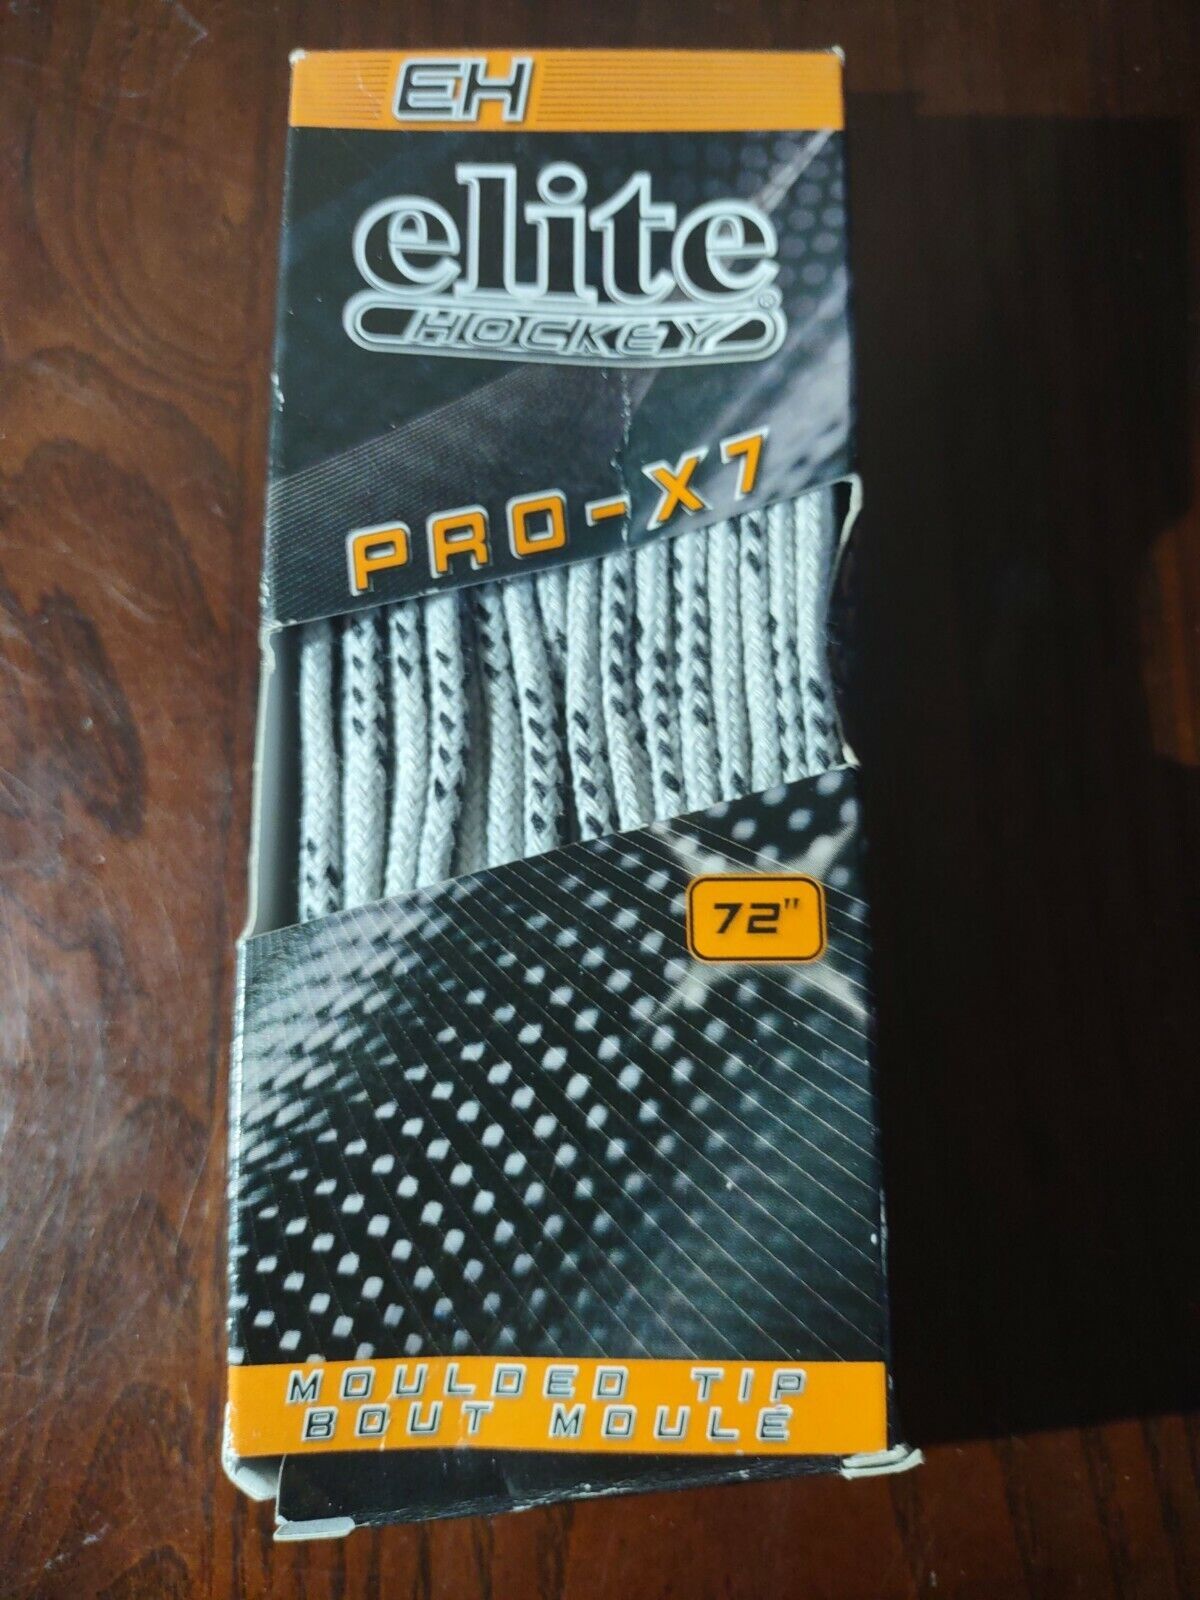 EH
elite®
HOCKEY
PRO-X7
72"
MOULDED TIP
BOUT MOULÉ